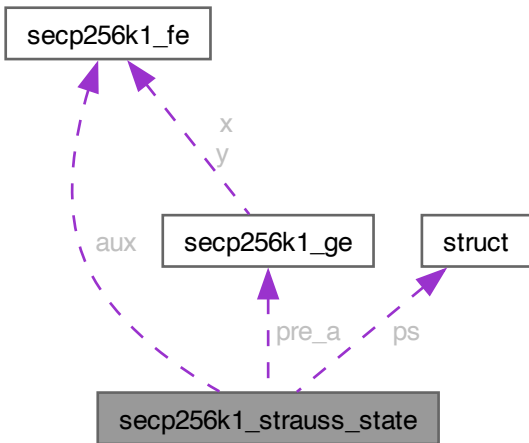 secp256k1_fe
x
y
secp256k1_ge
struct
aux
pre_a
ps
secp256k1_strauss_state